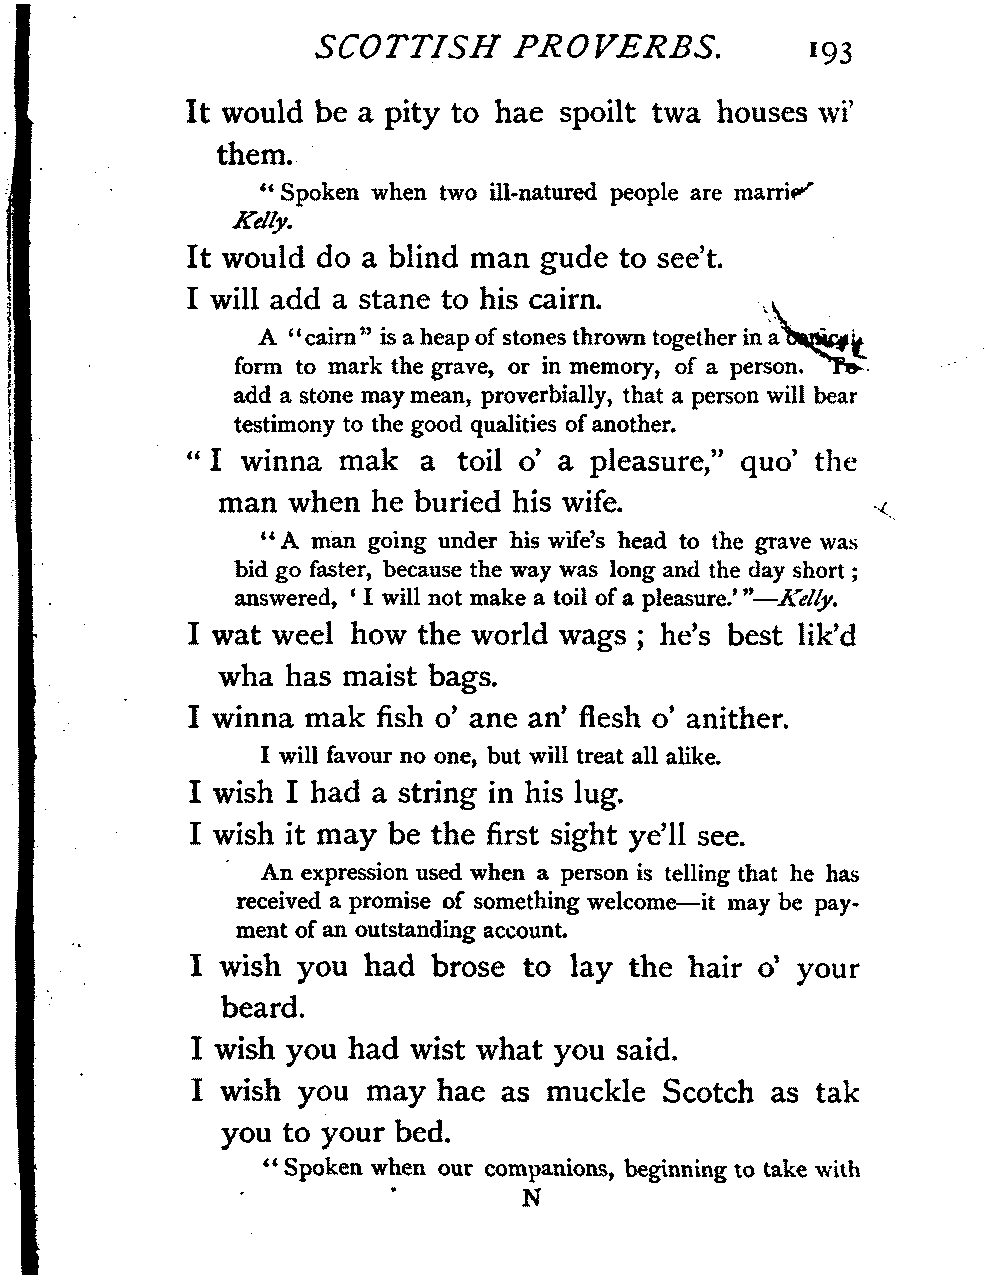 SCOTTISH PROVERBS. 193
It would be a pity to hae spoilt twa houses wi’
them.
“ Spoken when two ill-natured people are
Kelly.
It would do a blind man gude to see’t.
I will add a stane to his cairn.
A “cairn” is a heap of stones thrown together in a
form to mark the grave, or in memory, of a person. To
add a stone may mean, proverbially, that a person will bear
testimony to the good qualities of another.
“ I winna mak a toil o’ a pleasure,” quo’ the
man when he buried his wife.
“A man going under his wife’s head to the grave was
bid go faster, because the way was long and the day short ;
answered, ‘ I will not make a toil of a pleasure.’ ”—Kelly.
I wat weel how the world wags ; he’s best lik’d
wha has maist bags.
I winna mak fish o’ ane an’ flesh o’ anither.
I will favour no one, but will treat all alike.
I wish I had a string in his lug.
I wish it may be the first sight ye’ll see.
An expression used when a person is telling that he has
received a promise of something welcome—it may be pay-
ment of an outstanding account.
I wish you had brose to lay the hair o’ your
beard.
I wish you had wist what you said.
I wish you may hae as muckle Scotch as tak
you to your bed.
“ Spoken when our companions, beginning to take with
N